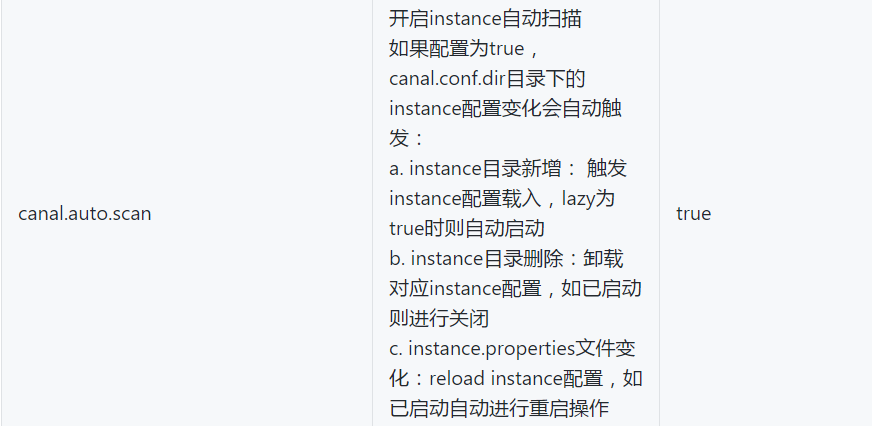 开启instance自动扫描
如果配置为true，
canal.conf.dir目录下的
instance配置变化会自动触
发：
a. instance目录新增： 触发
instance配置载入，lazy为
true时则自动启动
canal.auto.scan
true
b. instance目录删除：卸载
对应instance配置，如已启动
则进行关闭
c. instance.properties文件变
化：reload instance配置，如
已启动自动进行重启操作